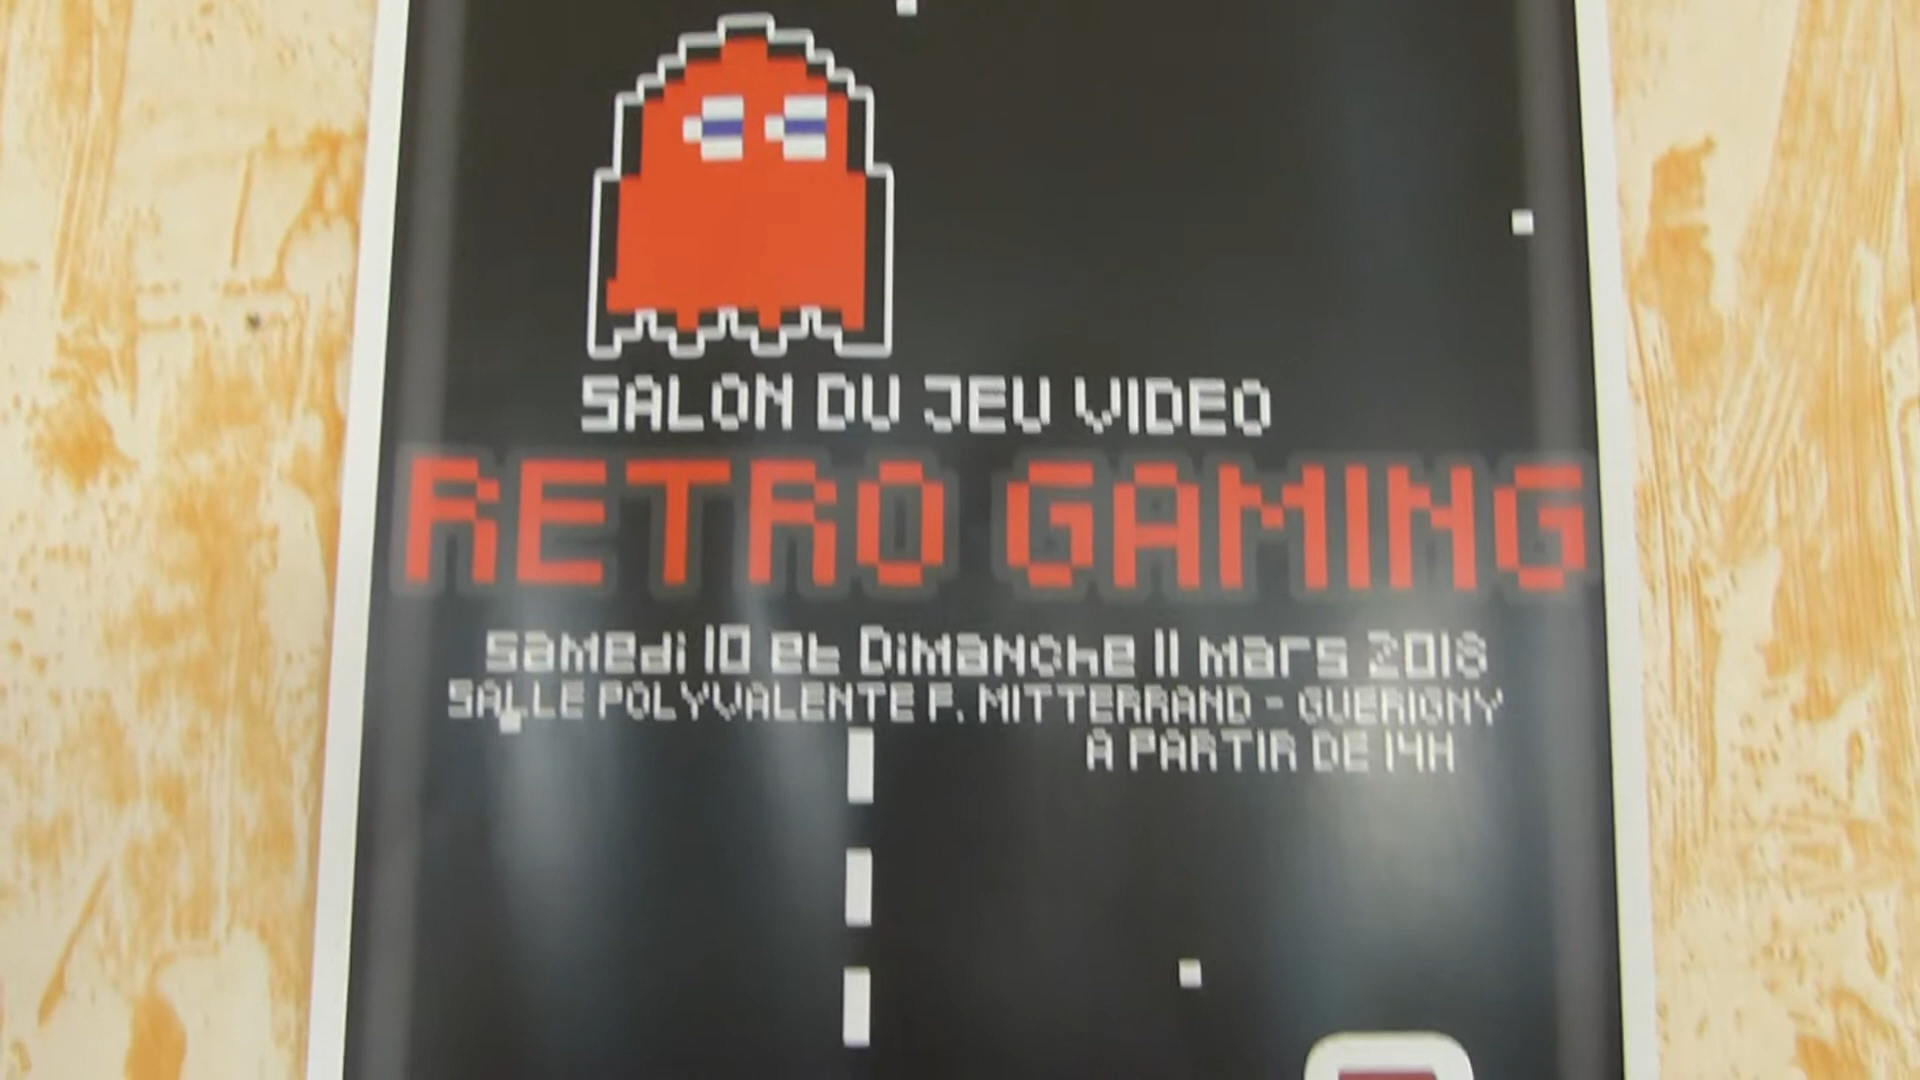 SALON DU JEU VIDEO
RETRO GAMING
samedi 10 et Dimanche 11 mars 2018
SALLE POLYVALENTE F. MITTERRAND - GUERIGNY
A PARTIR DE 14H